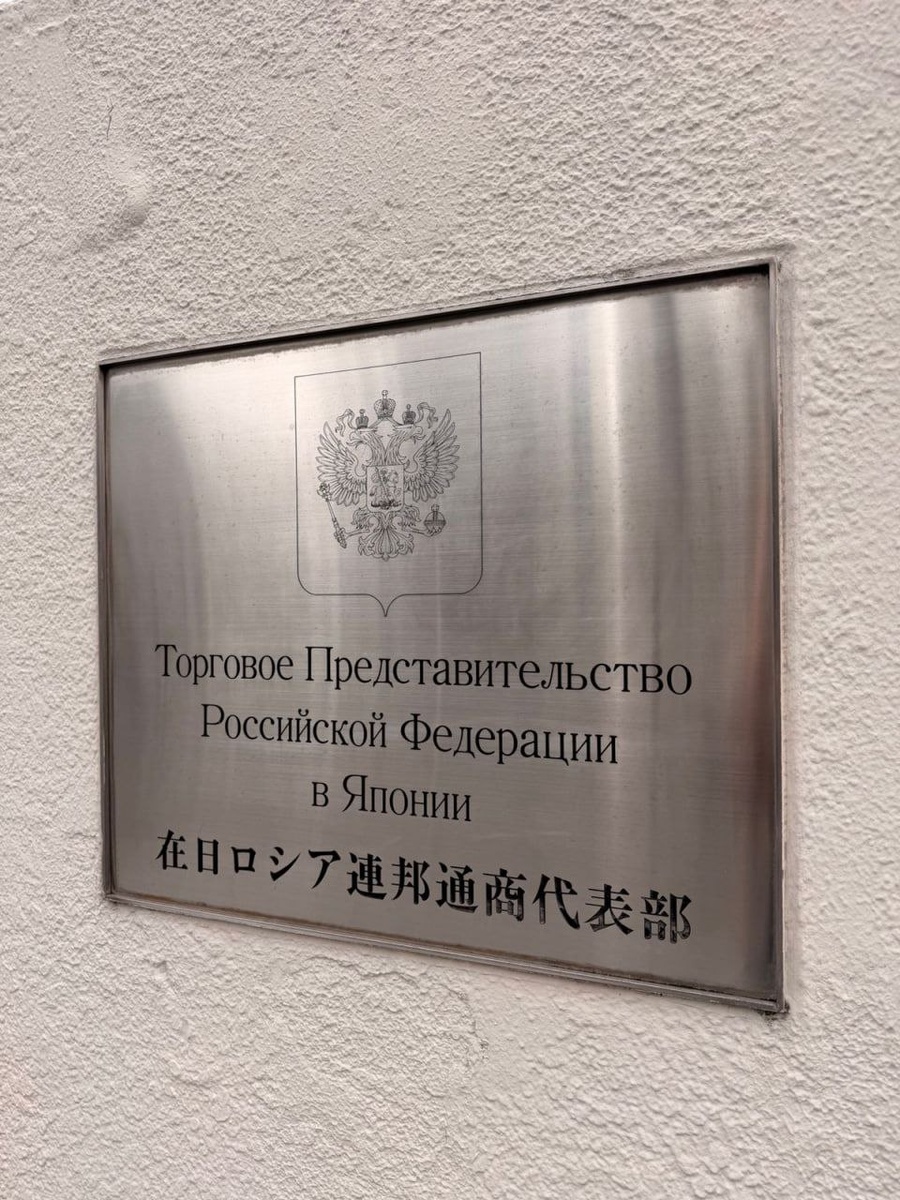 Торговое Представительство
Российской Федерации
в Японии
在日ロシア連邦通商代表部